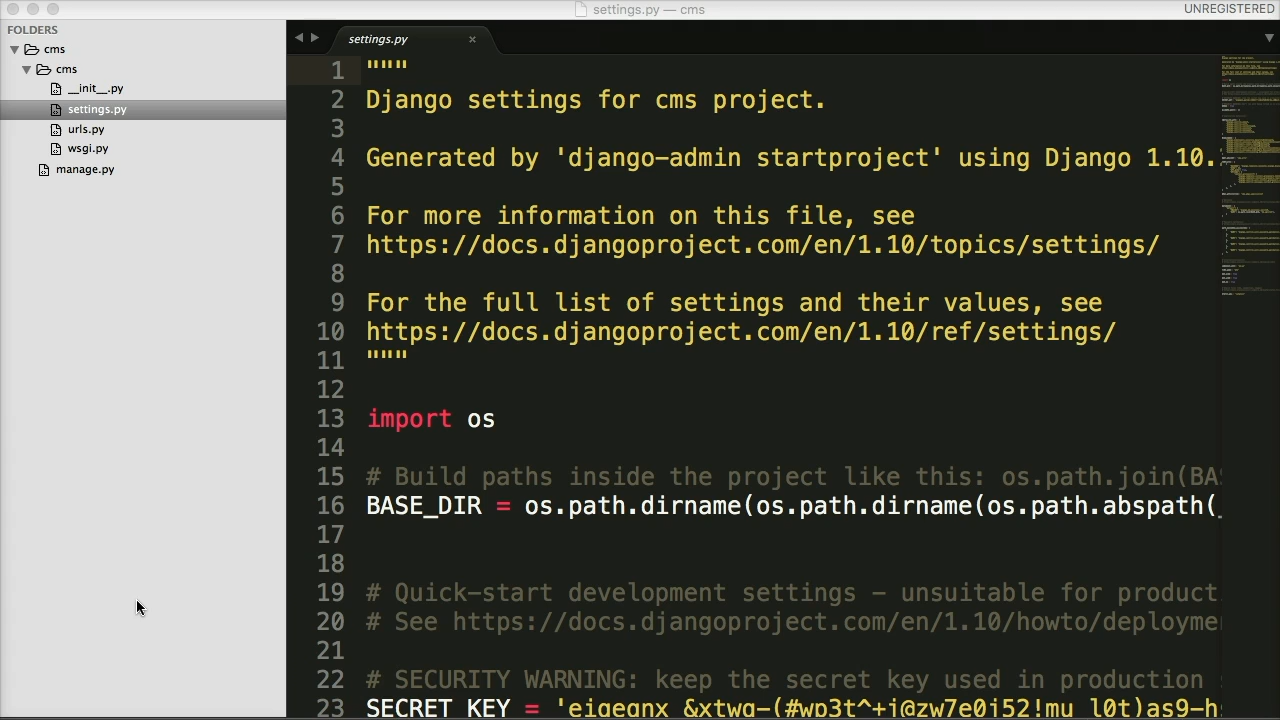 settings.py — cms
UNREGISTERED
FOLDERS
cms
cms
__init__.py
settings.py
urls.py
wsgi.py
manage.py
settings.py
1 """
2 Django settings for cms project.
3
4 Generated by 'django-admin startproject' using Django 1.10.
5
6 For more information on this file, see
7 https://docs.djangoproject.com/en/1.10/topics/settings/
8
9 For the full list of settings and their values, see
10 https://docs.djangoproject.com/en/1.10/ref/settings/
11 """
12
13 import os
14
15 # Build paths inside the project like this: os.path.join(BA
16 BASE_DIR = os.path.dirname(os.path.dirname(os.path.abspath(_
17
18
19 # Quick-start development settings – unsuitable for product
20 # See https://docs.djangoproject.com/en/1.10/howto/deployme
21
22 # SECURITY WARNING: keep the secret key used in production
23 SECRET_KEY =